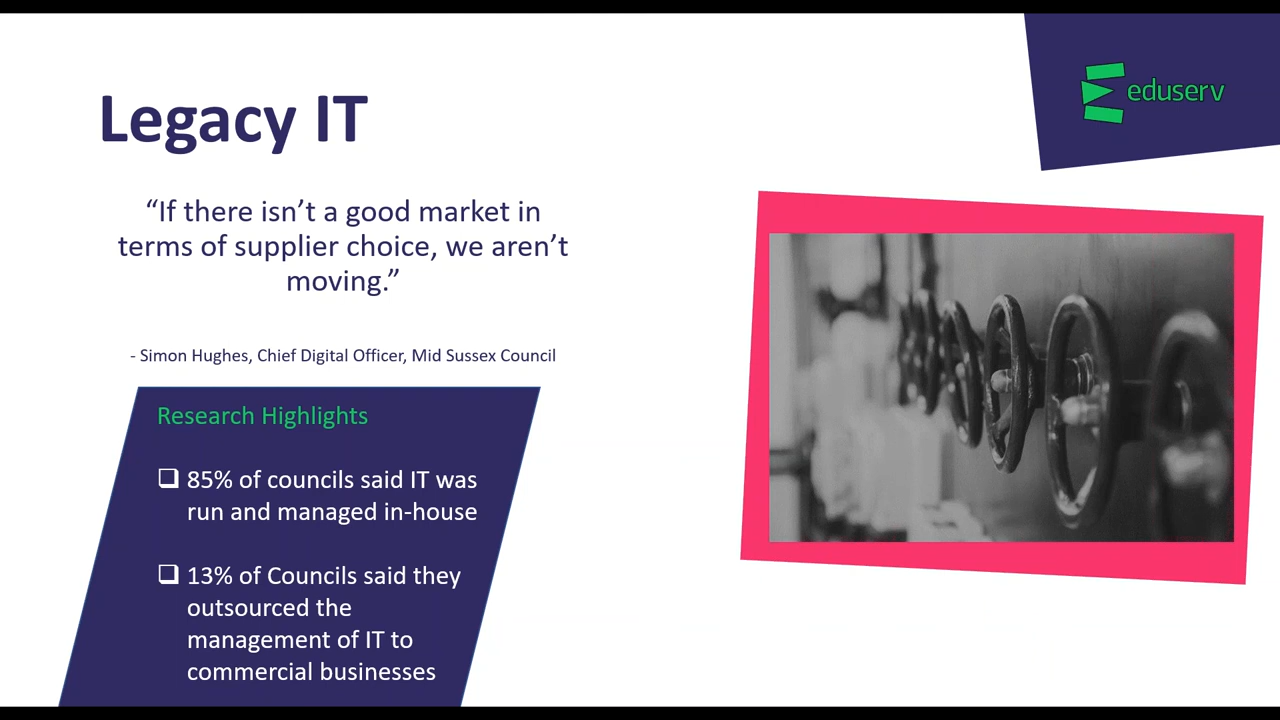 Legacy IT
eduserv
“If there isn’t a good market in
terms of supplier choice, we aren’t
moving.”
- Simon Hughes, Chief Digital Officer, Mid Sussex Council
Research Highlights
❑ 85% of councils said IT was
run and managed in-house
❑ 13% of Councils said they
outsourced the
management of IT to
commercial businesses